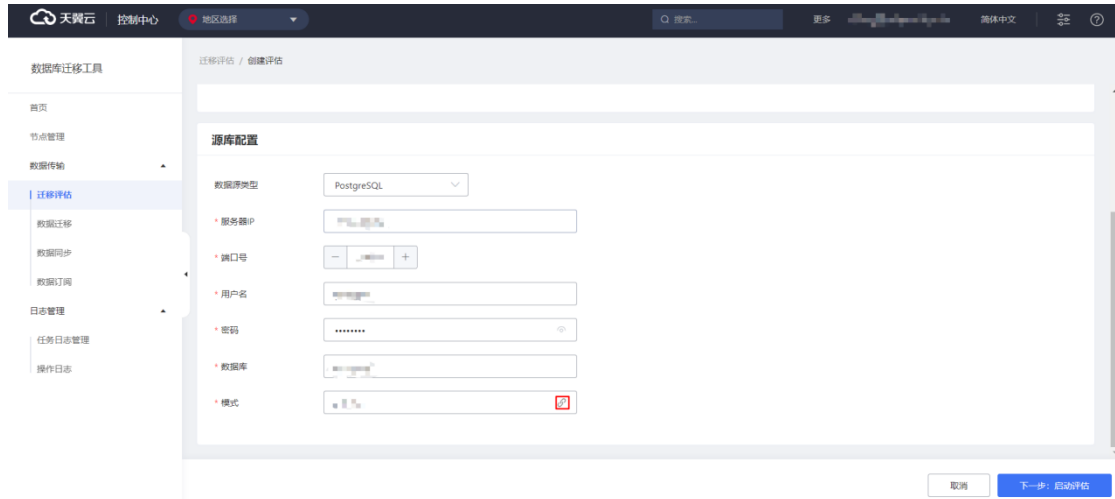 天翼云 控制中心 地区选择 搜索... 更多 简体中文
数据库迁移工具
迁移评估 / 创建评估
首页
节点管理
数据传输
迁移评估
数据迁移
数据同步
数据订阅
日志管理
任务日志管理
操作日志
源库配置
数据源类型 PostgreSQL
* 服务器IP
* 端口号
* 用户名
* 密码 ••••••••
* 数据库
* 模式
取消 下一步：启动评估